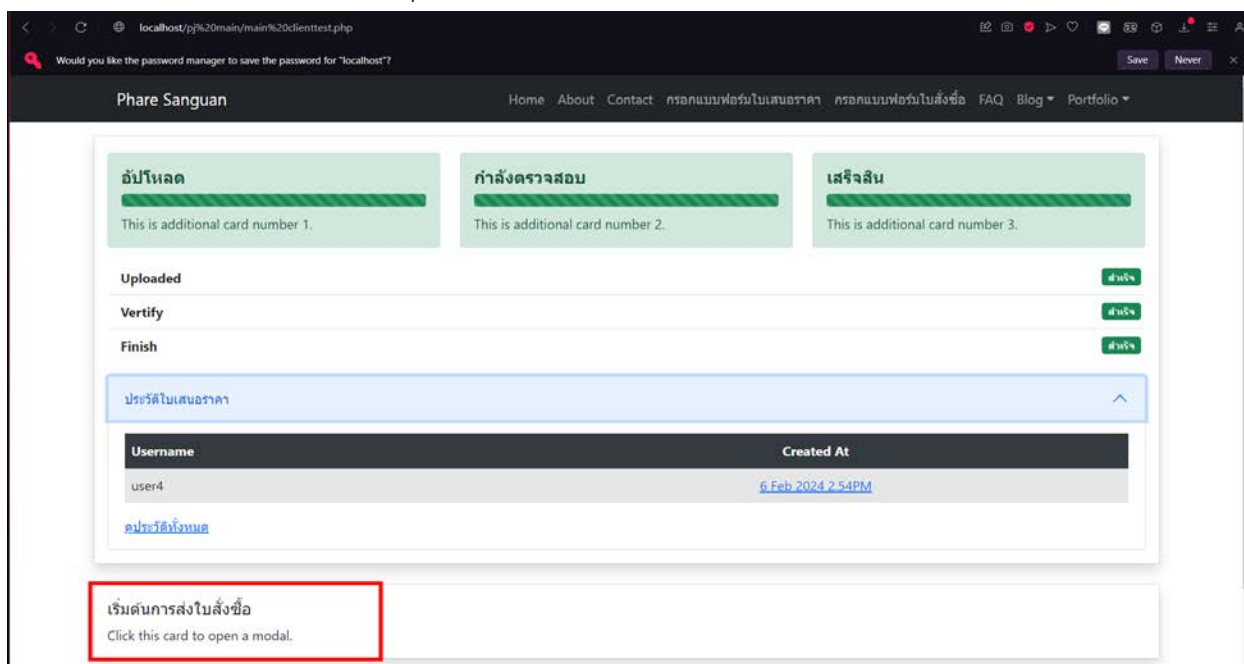 localhost/pj%20main/main%20clienttest.php
Would you like the password manager to save the password for "localhost"?
Save Never
Phare Sanguan
Home About Contact กรอกแบบฟอร์มใบเสนอราคา กรอกแบบฟอร์มใบสั่งซื้อ FAQ Blog Portfolio
อัปโหลด กำลังตรวจสอบ เสร็จสิน
This is additional card number 1. This is additional card number 2. This is additional card number 3.
Uploaded สำเร็จ
Vertify สำเร็จ
Finish สำเร็จ
ประวัติใบเสนอราคา
Username Created At
user4 6 Feb 2024 2.54PM
ดูประวัติทั้งหมด
เริ่มต้นการส่งใบสั่งซื้อ
Click this card to open a modal.